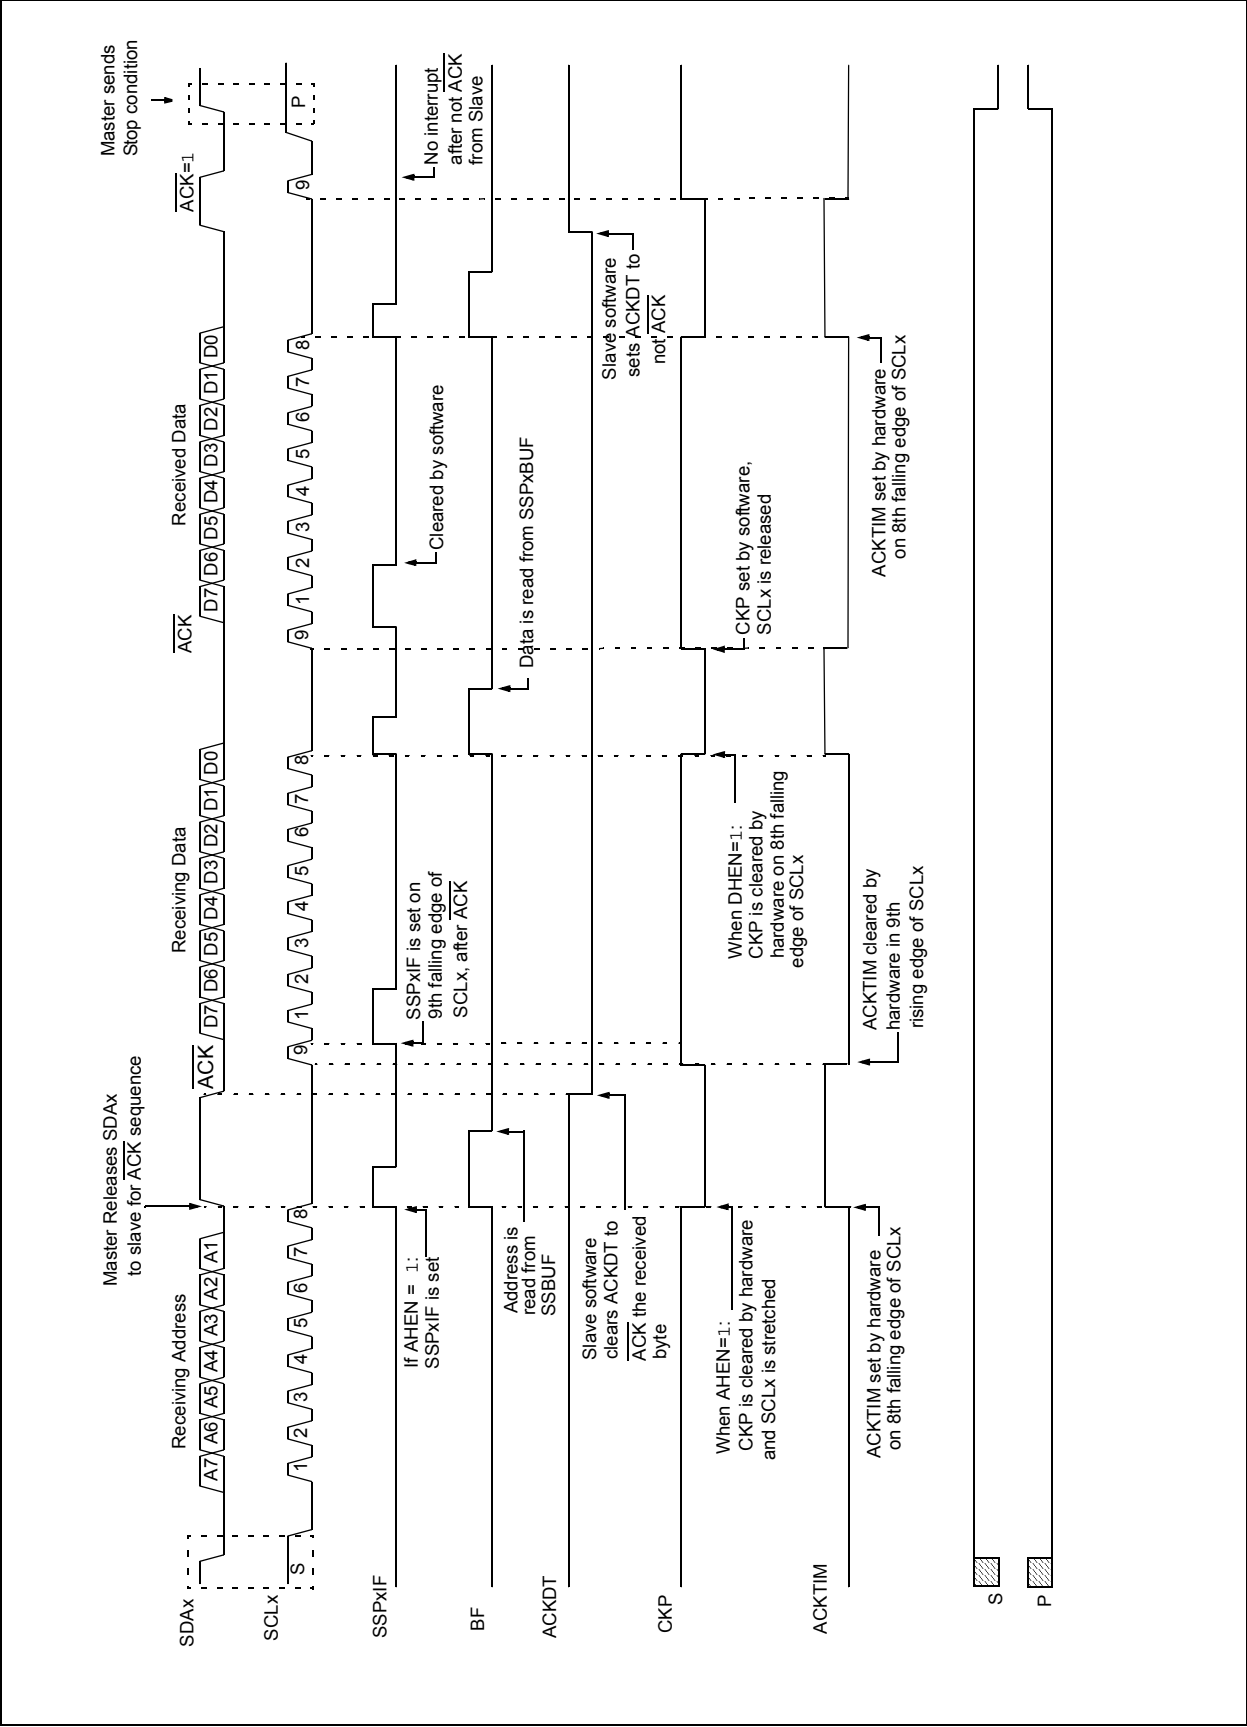 Master Releases SDAx
to slave for ACK sequence
Master sends
Stop condition
Receiving Address
Receiving Data
Received Data
ACK
ACK
ACK=1
SDAx
A7 A6 A5 A4 A3 A2 A1
D7 D6 D5 D4 D3 D2 D1 D0
D7 D6 D5 D4 D3 D2 D1 D0
SCLx
S 1 2 3 4 5 6 7 8 9 1 2 3 4 5 6 7 8 9 1 2 3 4 5 6 7 8 9 P
SSPxIF
If AHEN = 1:
SSPxIF is set
SSPxIF is set on
9th falling edge of
SCLx, after ACK
Cleared by software
No interrupt
after not ACK
from Slave
BF
Address is
read from
SSBUF
Data is read from SSPxBUF
ACKDT
Slave software
clears ACKDT to
ACK the received
byte
Slave software
sets ACKDT to
not ACK
CKP
When AHEN=1:
CKP is cleared by hardware
and SCLx is stretched
When DHEN=1:
CKP is cleared by
hardware on 8th falling
edge of SCLx
CKP set by software,
SCLx is released
ACKTIM
ACKTIM set by hardware
on 8th falling edge of SCLx
ACKTIM cleared by
hardware in 9th
rising edge of SCLx
ACKTIM set by hardware
on 8th falling edge of SCLx
S
P